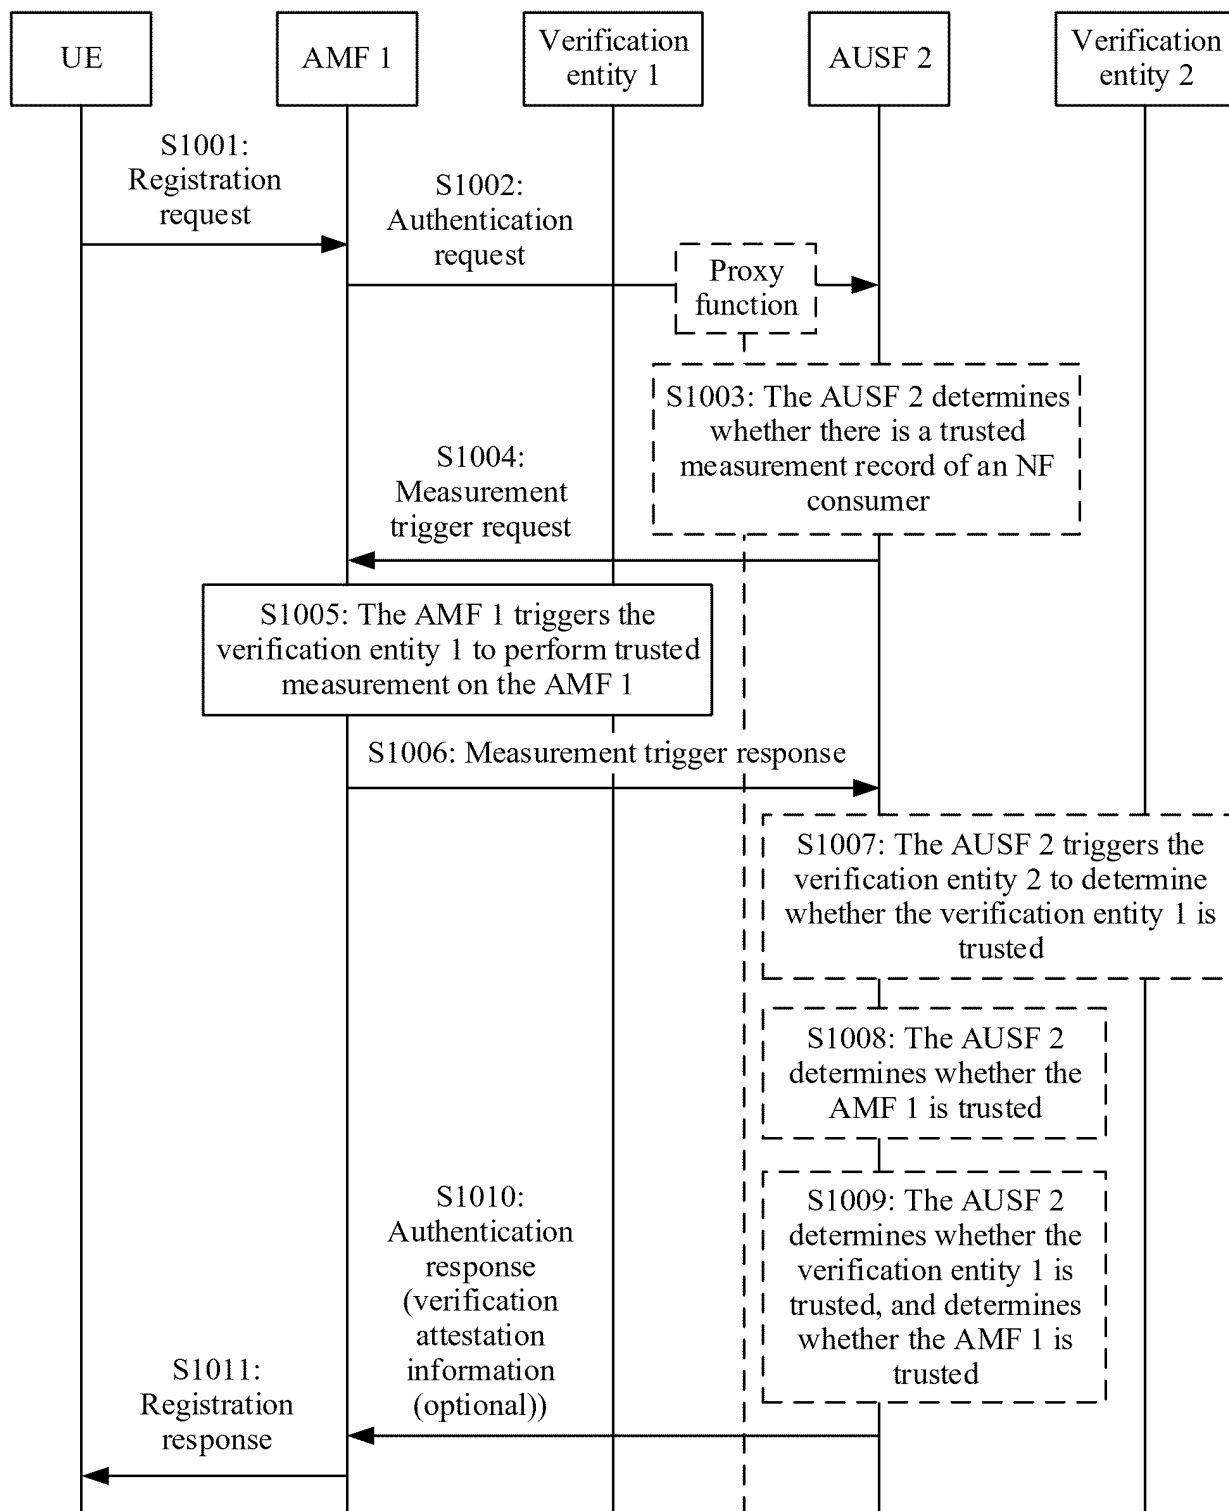 UE
AMF 1
Verification
entity 1
AUSF 2
Verification
entity 2
S1001:
Registration
request
S1002:
Authentication
request
Proxy
function
S1003: The AUSF 2 determines
whether there is a trusted
measurement record of an NF
consumer
S1004:
Measurement
trigger request
S1005: The AMF 1 triggers the
verification entity 1 to perform trusted
measurement on the AMF 1
S1006: Measurement trigger response
S1007: The AUSF 2 triggers the
verification entity 2 to determine
whether the verification entity 1 is
trusted
S1008: The AUSF 2
determines whether the
AMF 1 is trusted
S1009: The AUSF 2
determines whether the
verification entity 1 is
trusted, and determines
whether the AMF 1 is
trusted
S1010:
Authentication
response
(verification
attestation
information
(optional))
S1011:
Registration
response